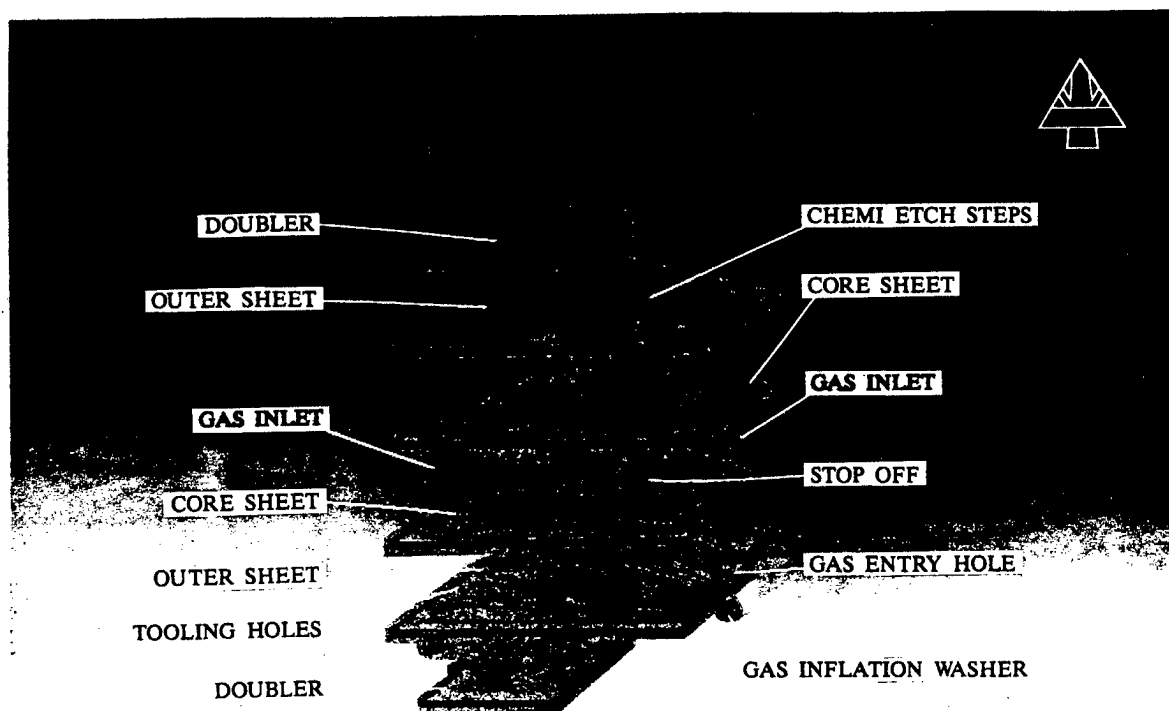 DOUBLER
CHEMI ETCH STEPS
OUTER SHEET
CORE SHEET
GAS INLET
GAS INLET
STOP OFF
CORE SHEET
OUTER SHEET
GAS ENTRY HOLE
TOOLING HOLES
GAS INFLATION WASHER
DOUBLER